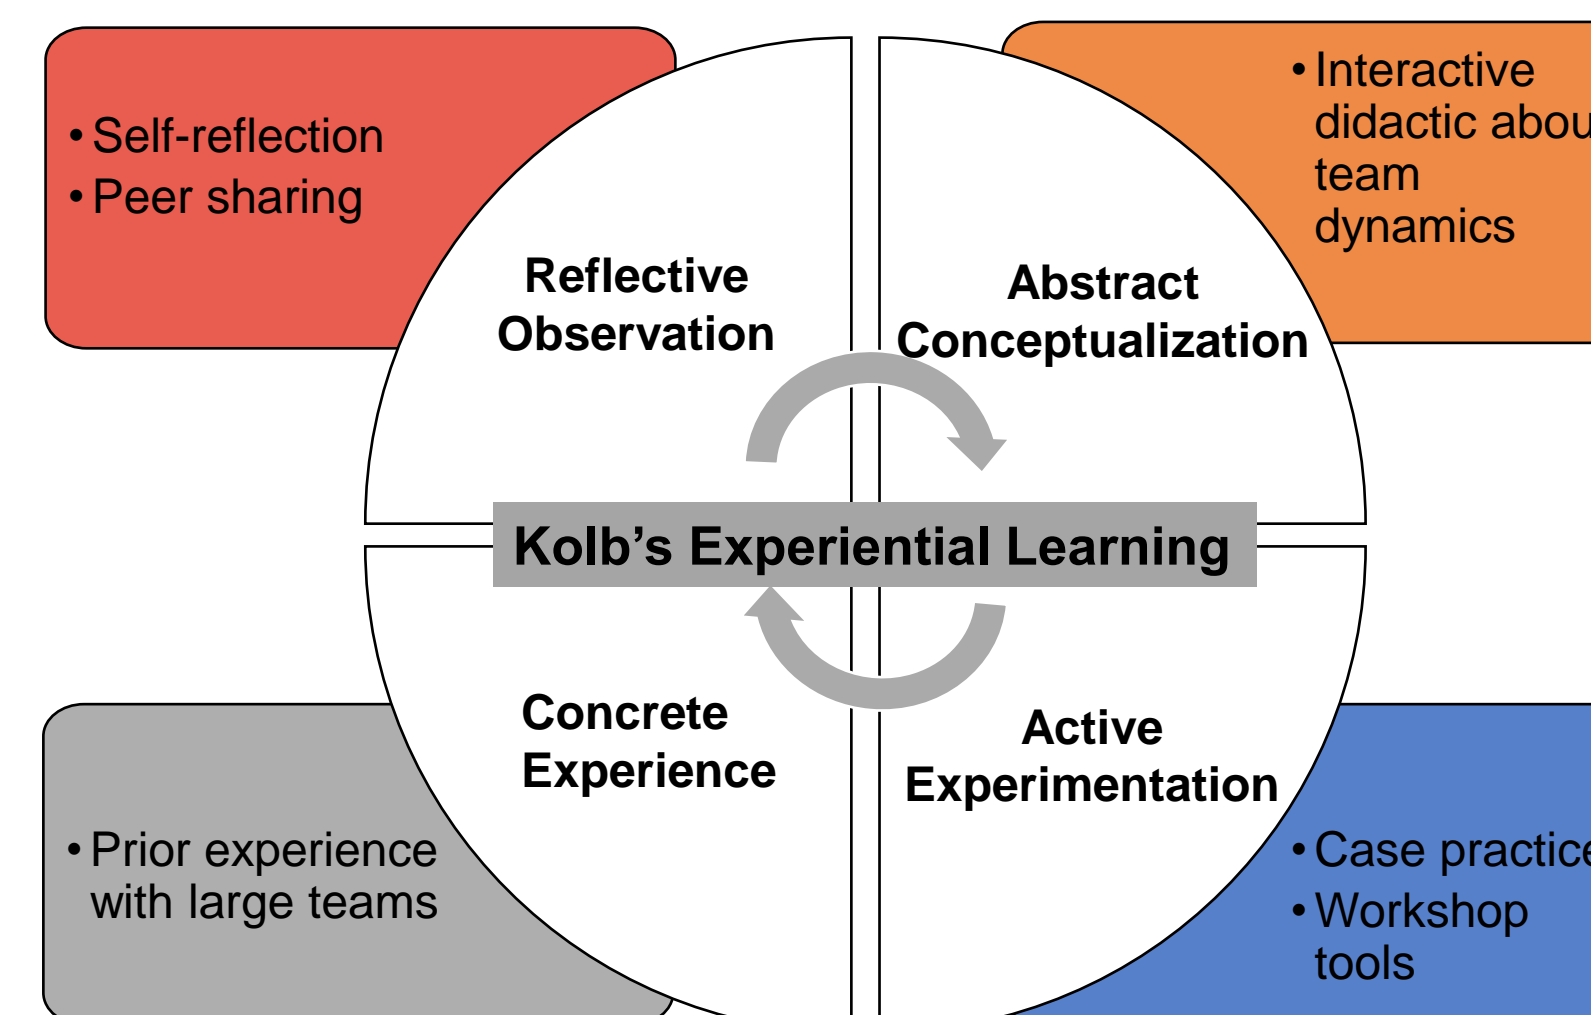 • Self-reflection
• Peer sharing
• Interactive
didactic abou
team
dynamics
Reflective
Observation
Abstract
Conceptualization
Kolb’s Experiential Learning
Concrete
Experience
Active
Experimentation
• Prior experience
with large teams
• Case practice
• Workshop
tools